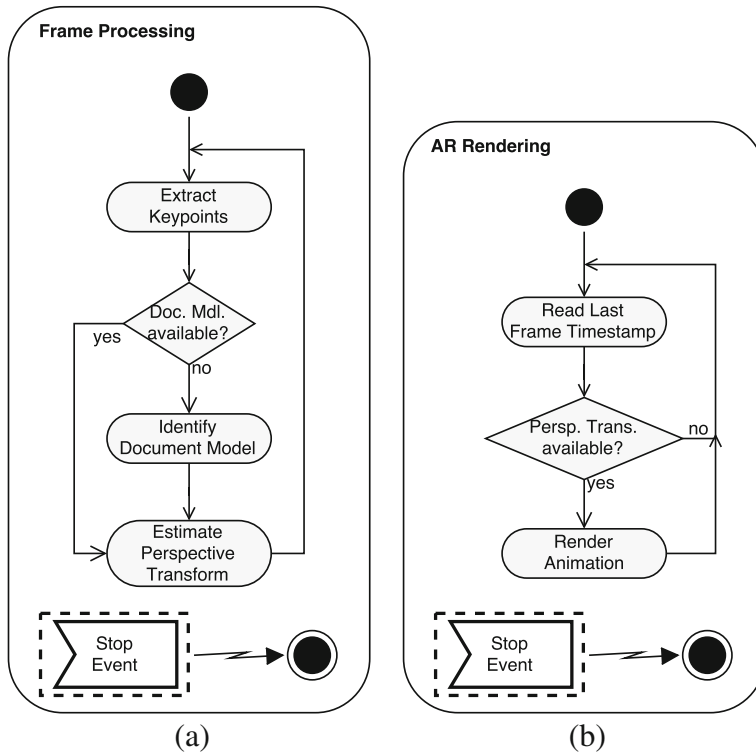 Frame Processing
Extract
Keypoints
Doc. Mdl.
available?
yes
no
Identify
Document Model
Estimate
Perspective
Transform
Stop
Event
(a)
AR Rendering
Read Last
Frame Timestamp
Persp. Trans.
available?
no
yes
Render
Animation
Stop
Event
(b)